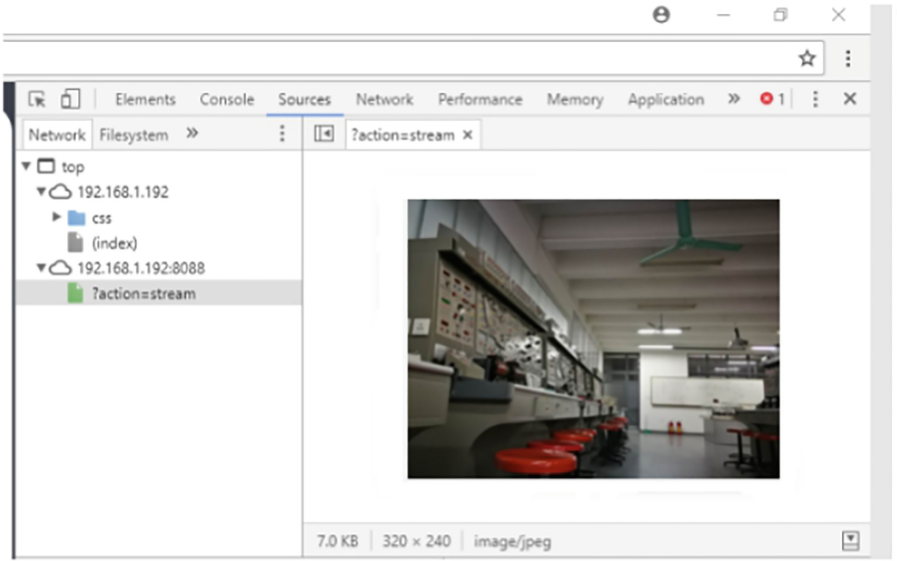 Elements Console Sources Network Performance Memory Application » 1
Network Filesystem »
?action=stream ×
top
192.168.1.192
css
(index)
192.168.1.192:8088
?action=stream
7.0 KB 320 × 240 image/jpeg